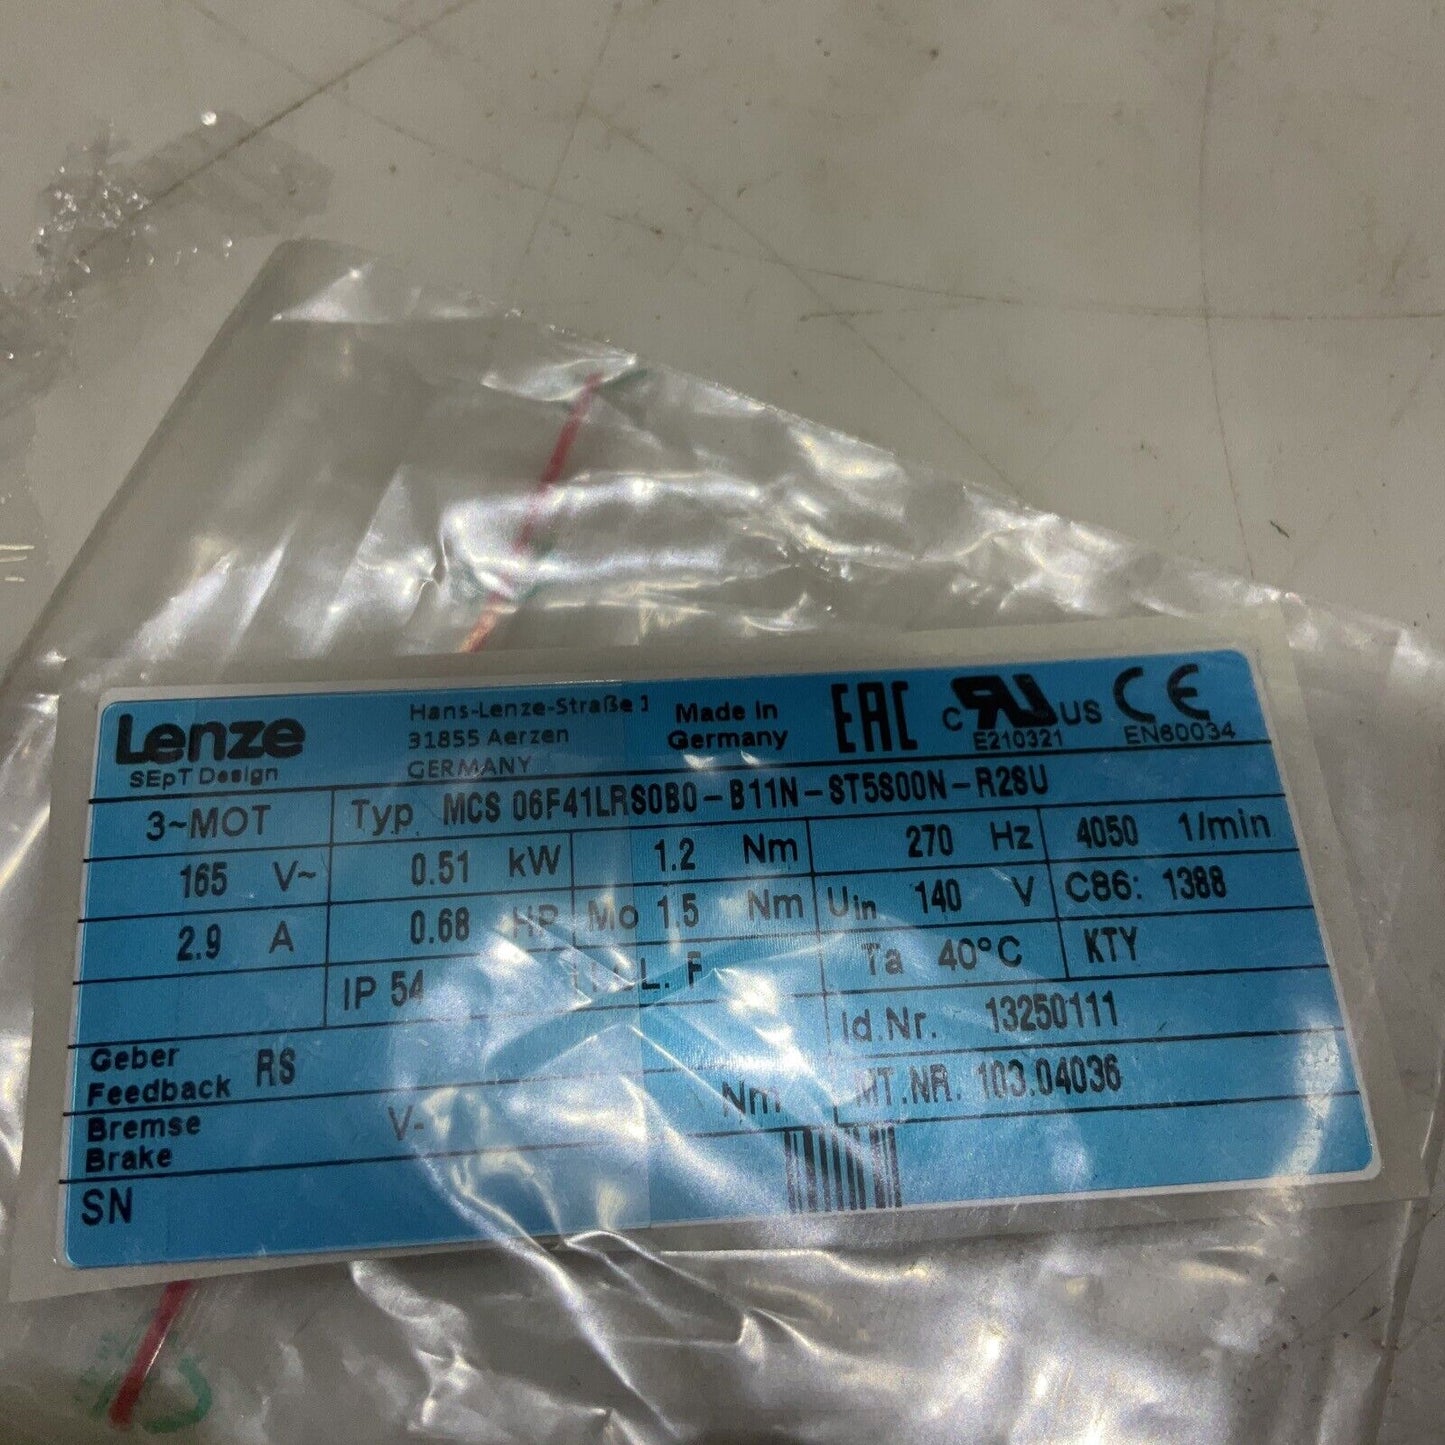 Lenze
SEpT Design
Hans-Lenze-Straße 1
31855 Aerzen
GERMANY
Made in
Germany
EAC
c RU US
E210321
CE
EN60034
3~MOT Typ MCS 06F41LRS0B0-B11N-ST5S00N-R2SU
165 V~ 0.51 kW 1.2 Nm 270 Hz 4050 1/min
2.9 A 0.68 HP Mo 1.5 Nm Uin 140 V C86: 1388
IP 54 F Ta 40°C KTY
Geber
Feedback RS
Id.Nr. 13250111
Bremse
Brake V- Nm
MT.NR. 103.04036
SN